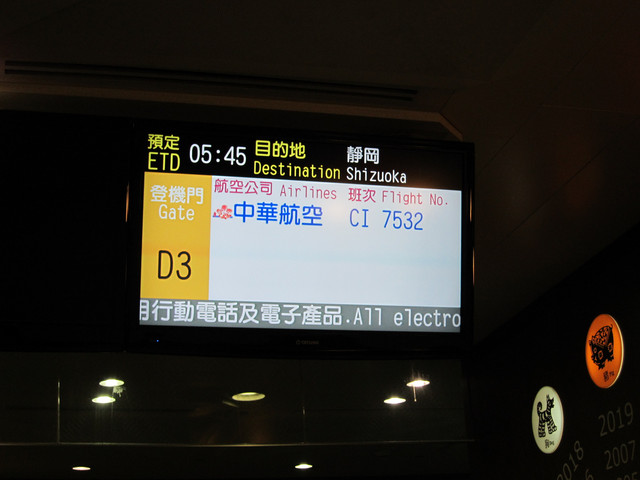 預定 05:45 目的地 靜岡
ETD Destination Shizuoka
登機門 航空公司 Airlines 班次 Flight No.
Gate 中華航空 CI 7532
D3
用行動電話及電子產品.All electro
2019
2018 2007